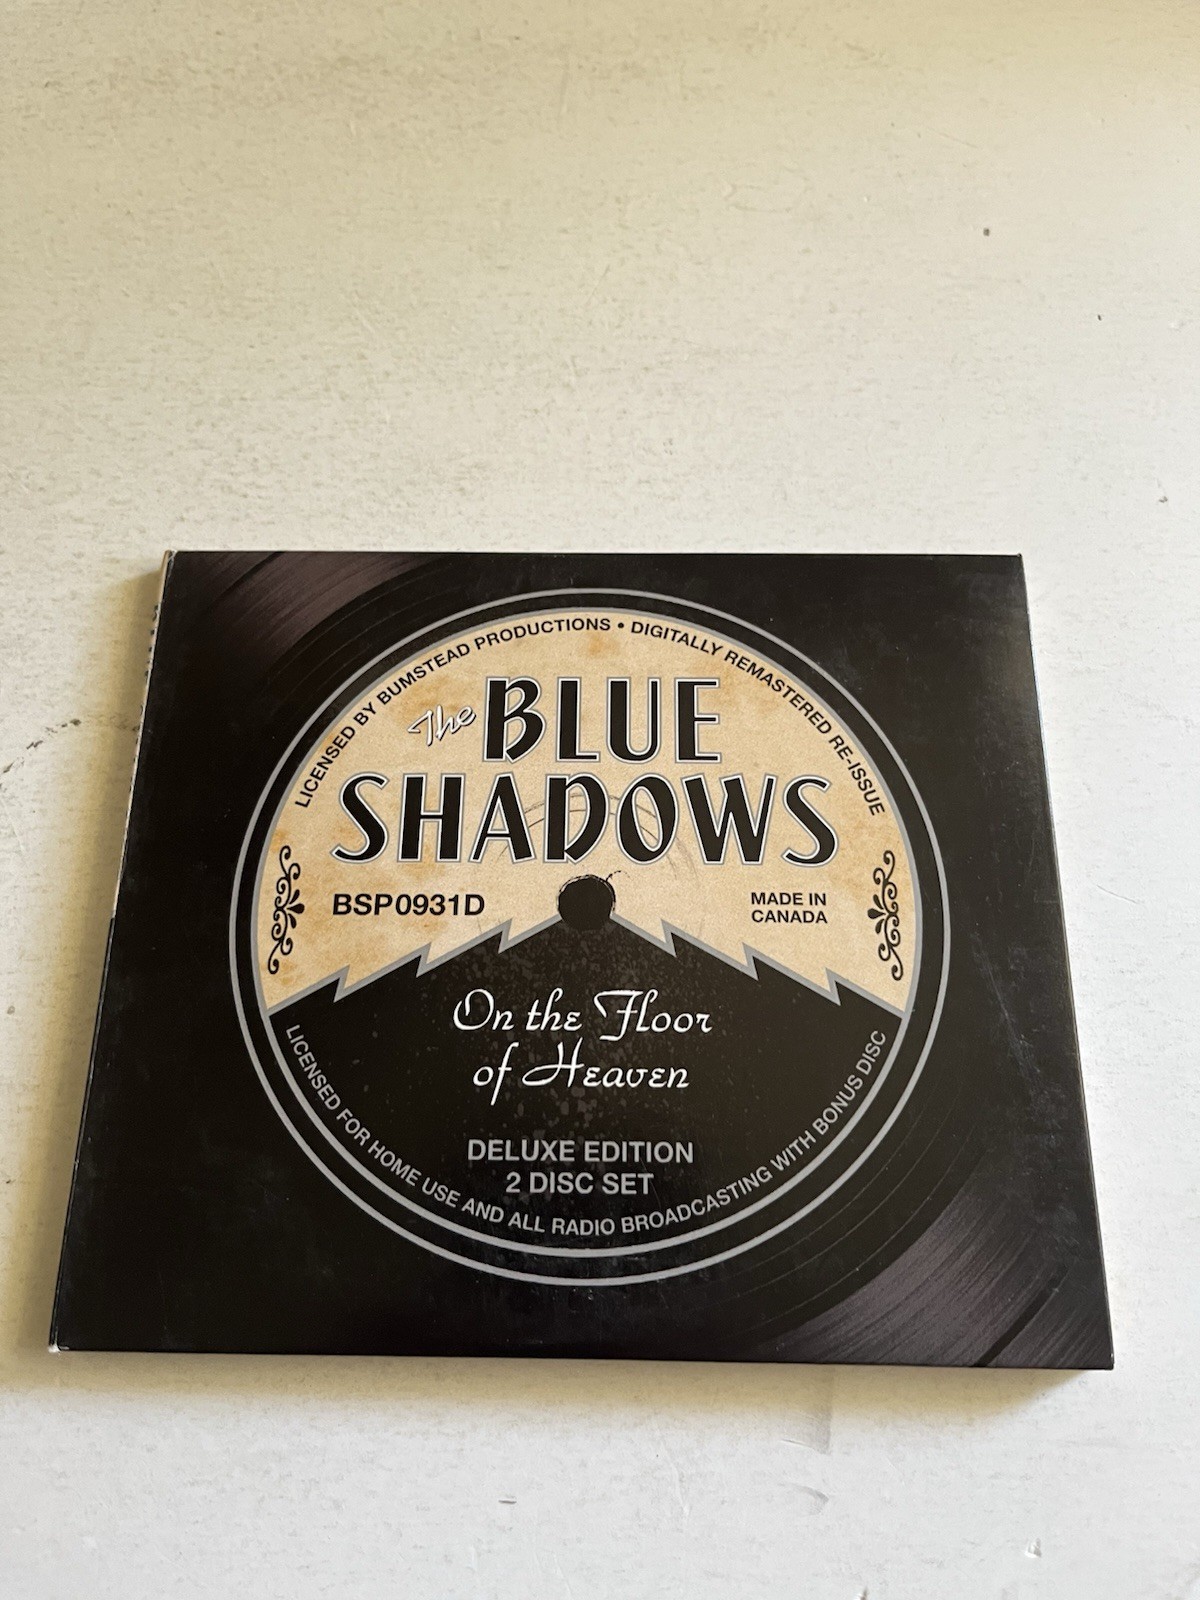 LICENSED BY BUMSTEAD PRODUCTIONS • DIGITALLY REMASTERED RE-ISSUE
The BLUE
SHADOWS
BSP0931D
MADE IN
CANADA
On the Floor
of Heaven
DELUXE EDITION
2 DISC SET
LICENSED FOR HOME USE AND ALL RADIO BROADCASTING WITH BONUS DISC